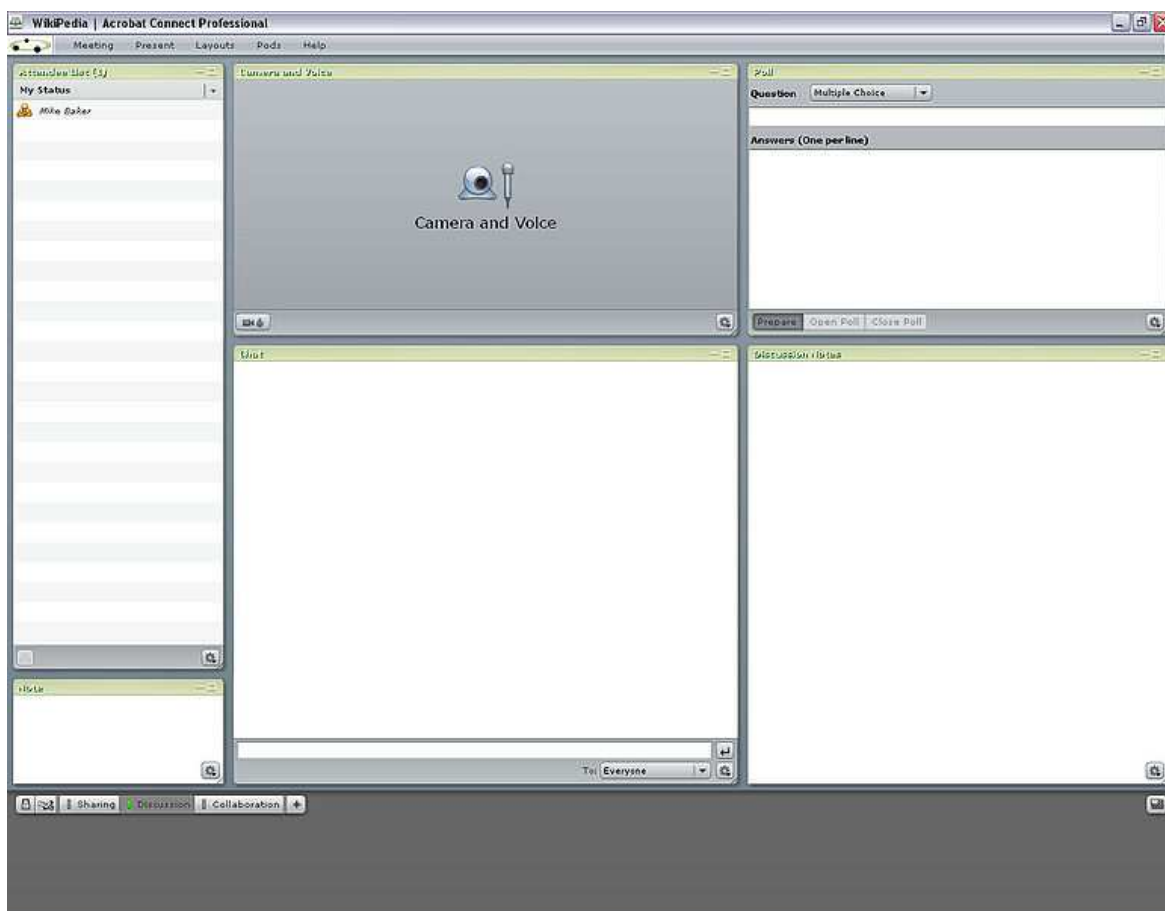 WikiPedia | Acrobat Connect Professional
Meeting Present Layouts Pods Help
Attendee List (1)
My Status
Mike Baker
Camera and Voice
Camera and Voice
Poll
Question Multiple Choice
Answers (One per line)
Prepare Open Poll Close Poll
Chat
To: Everyone
Discussion Notes
Note
Sharing Discussion Collaboration +